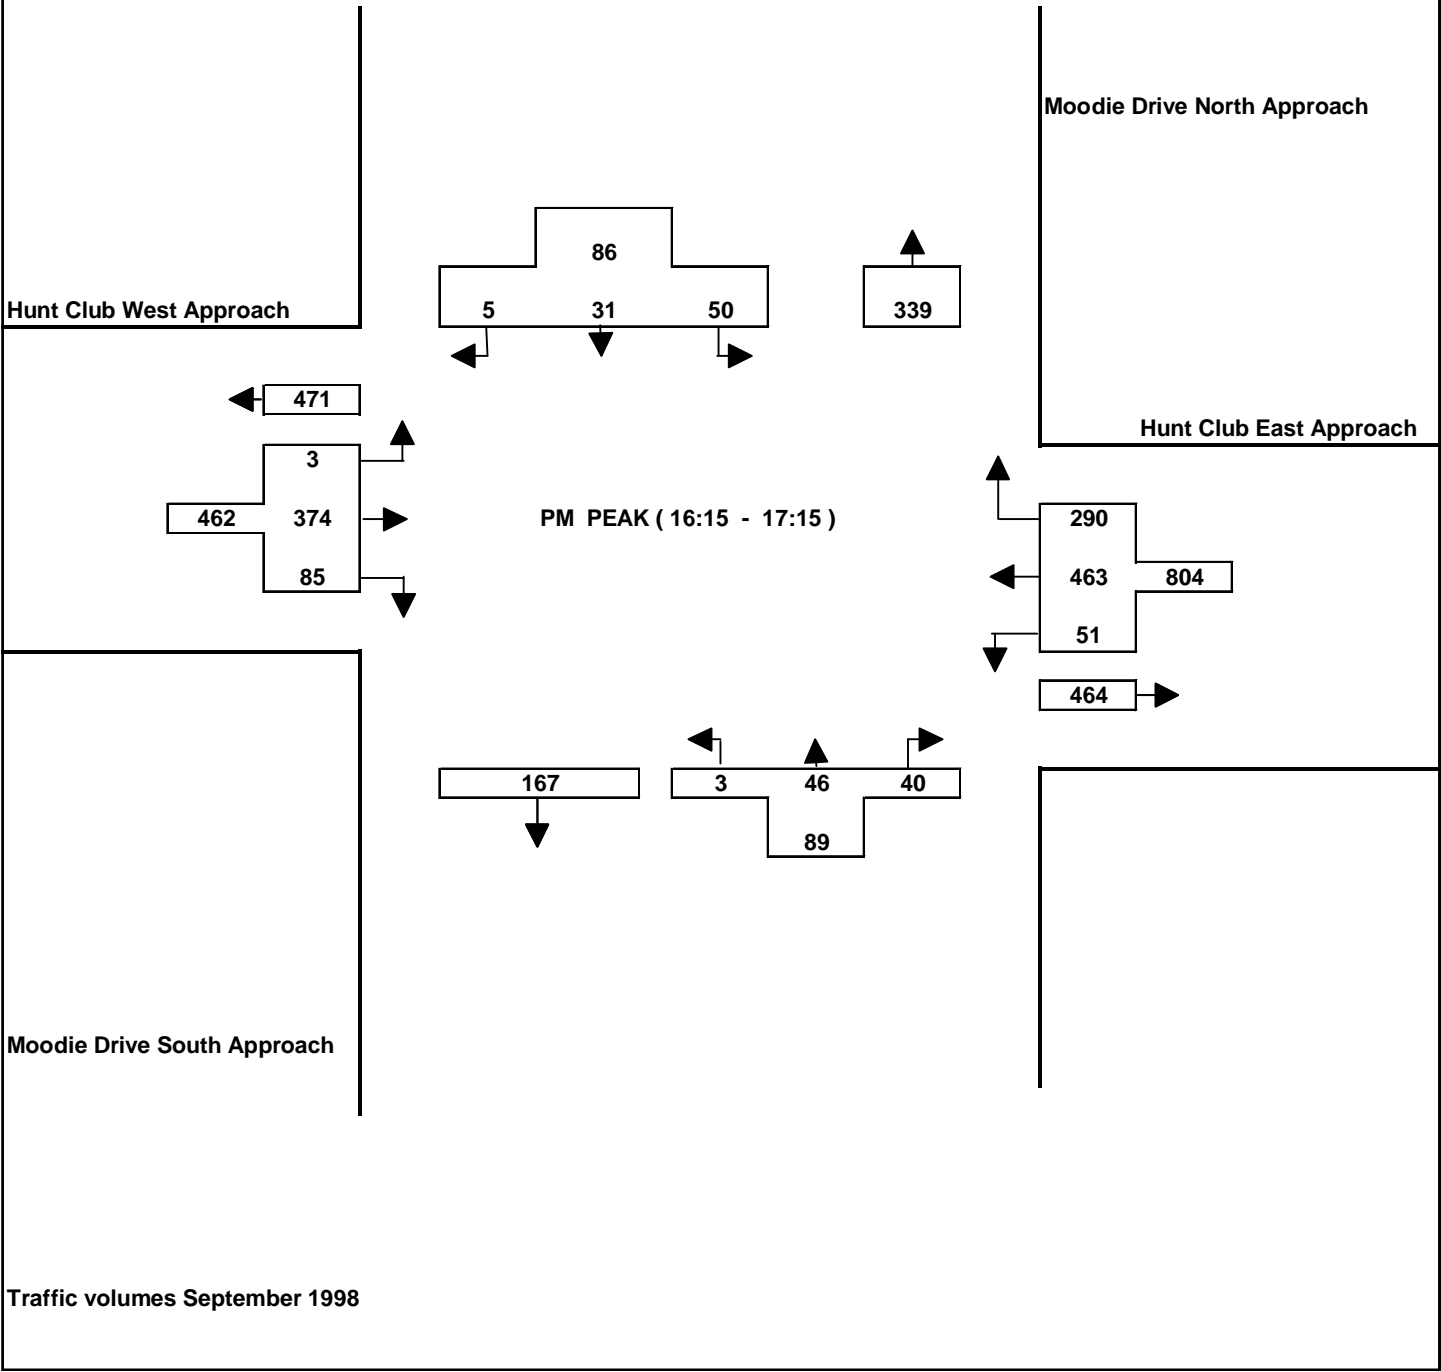 Moodie Drive North Approach
86
Hunt Club West Approach
5 31 50
339
471
Hunt Club East Approach
3
462 374
PM PEAK ( 16:15 - 17:15 )
290
85
463 804
51
464
167
3 46 40
89
Moodie Drive South Approach
Traffic volumes September 1998